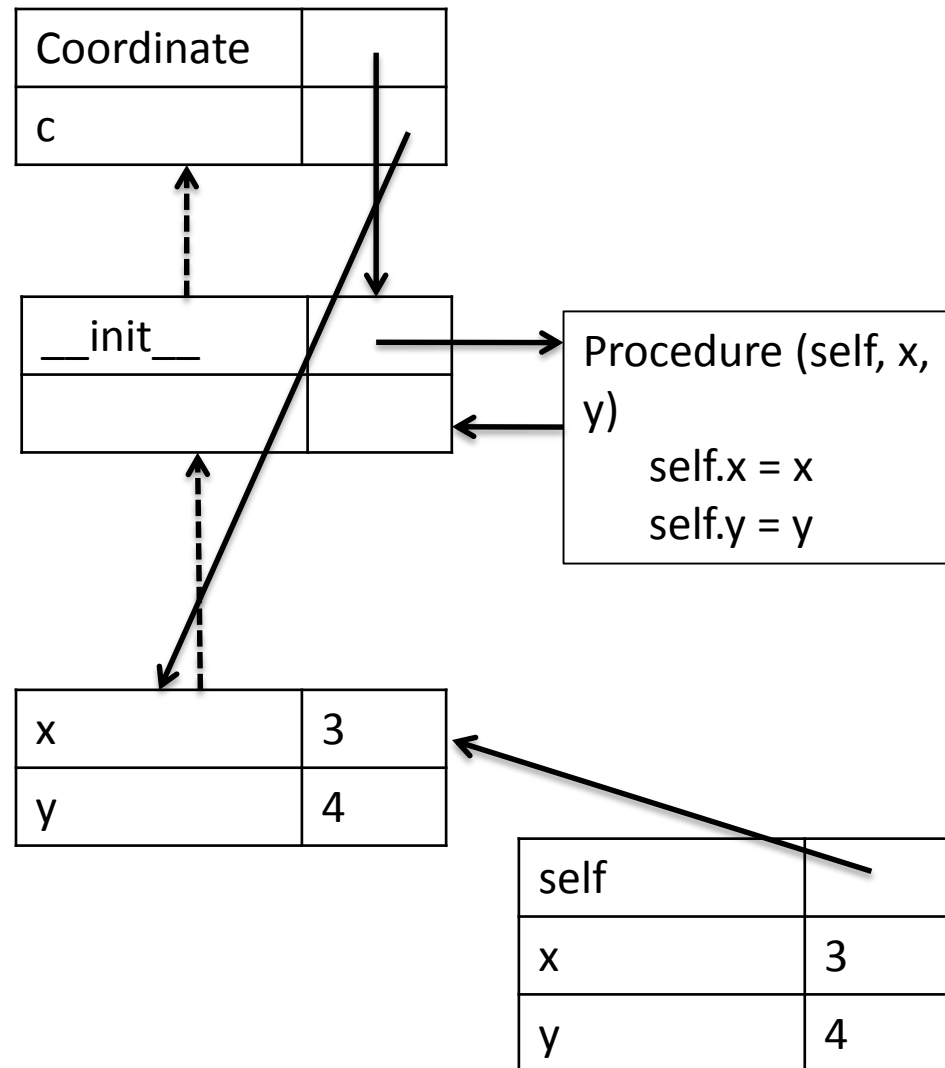 Coordinate
c
__init__
Procedure (self, x,
y)
self.x = x
self.y = y
x 3
y 4
self
x 3
y 4